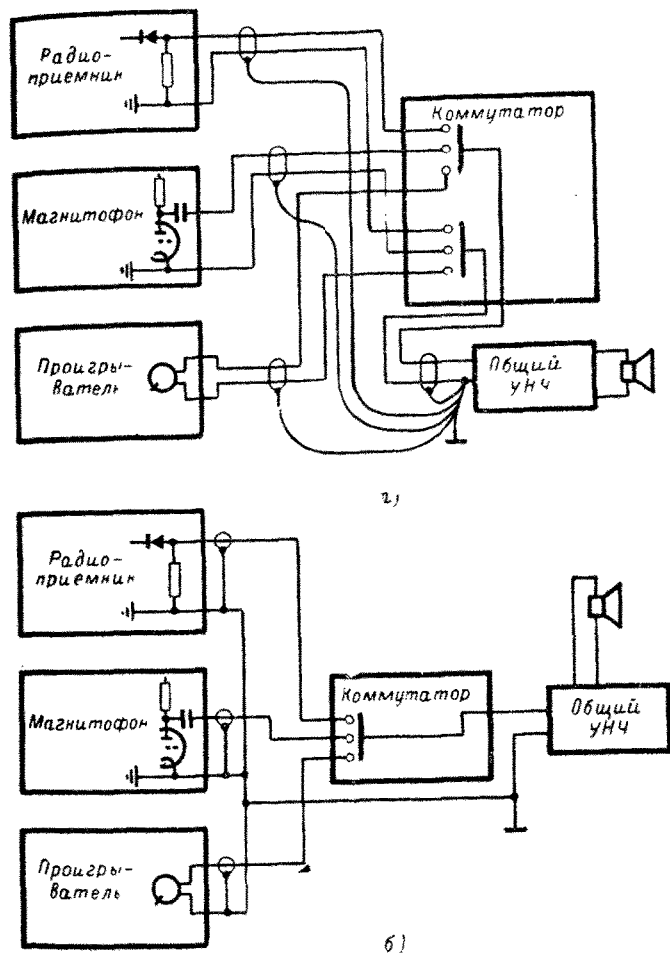 Радио-
приемник
Коммутатор
Магнитофон
Проигры-
ватель
Общий
УНЧ
г)
Радио-
приемник
Магнитофон
Коммутатор
Общий
УНЧ
Проигры-
ватель
б)